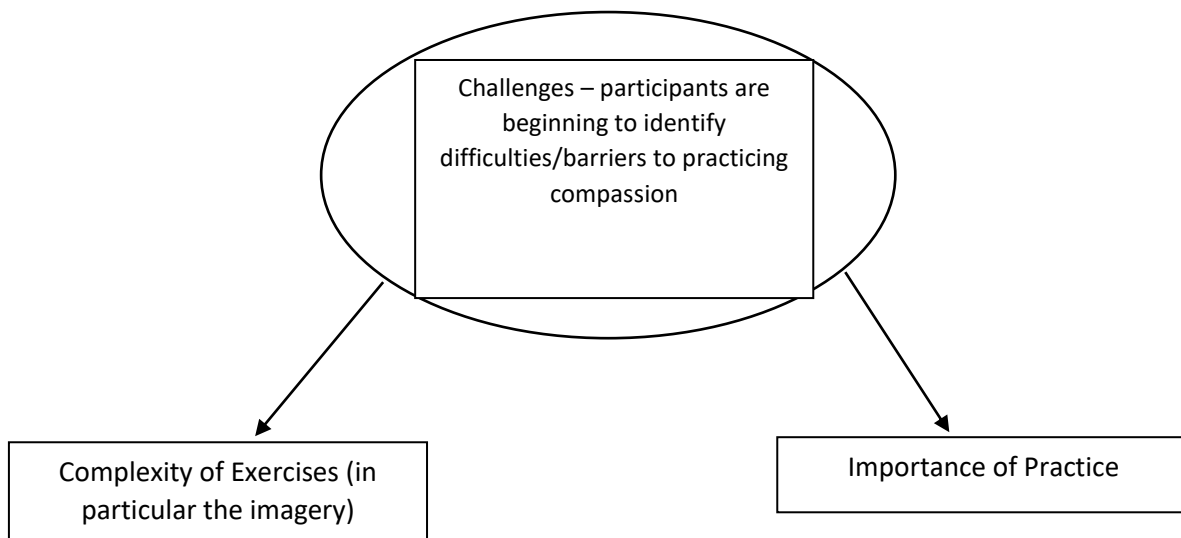 Challenges – participants are
beginning to identify
difficulties/barriers to practicing
compassion
Complexity of Exercises (in
particular the imagery)
Importance of Practice